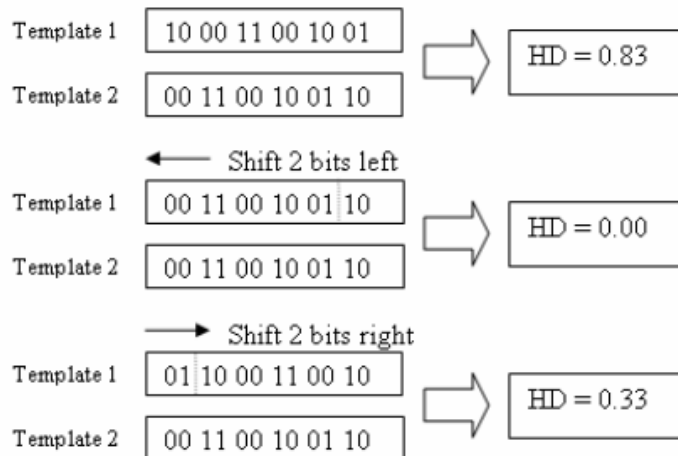 Template 1 10 00 11 00 10 01
HD = 0.83
Template 2 00 11 00 10 01 10
Shift 2 bits left
Template 1 00 11 00 10 01 10
HD = 0.00
Template 2 00 11 00 10 01 10
Shift 2 bits right
Template 1 01 10 00 11 00 10
HD = 0.33
Template 2 00 11 00 10 01 10